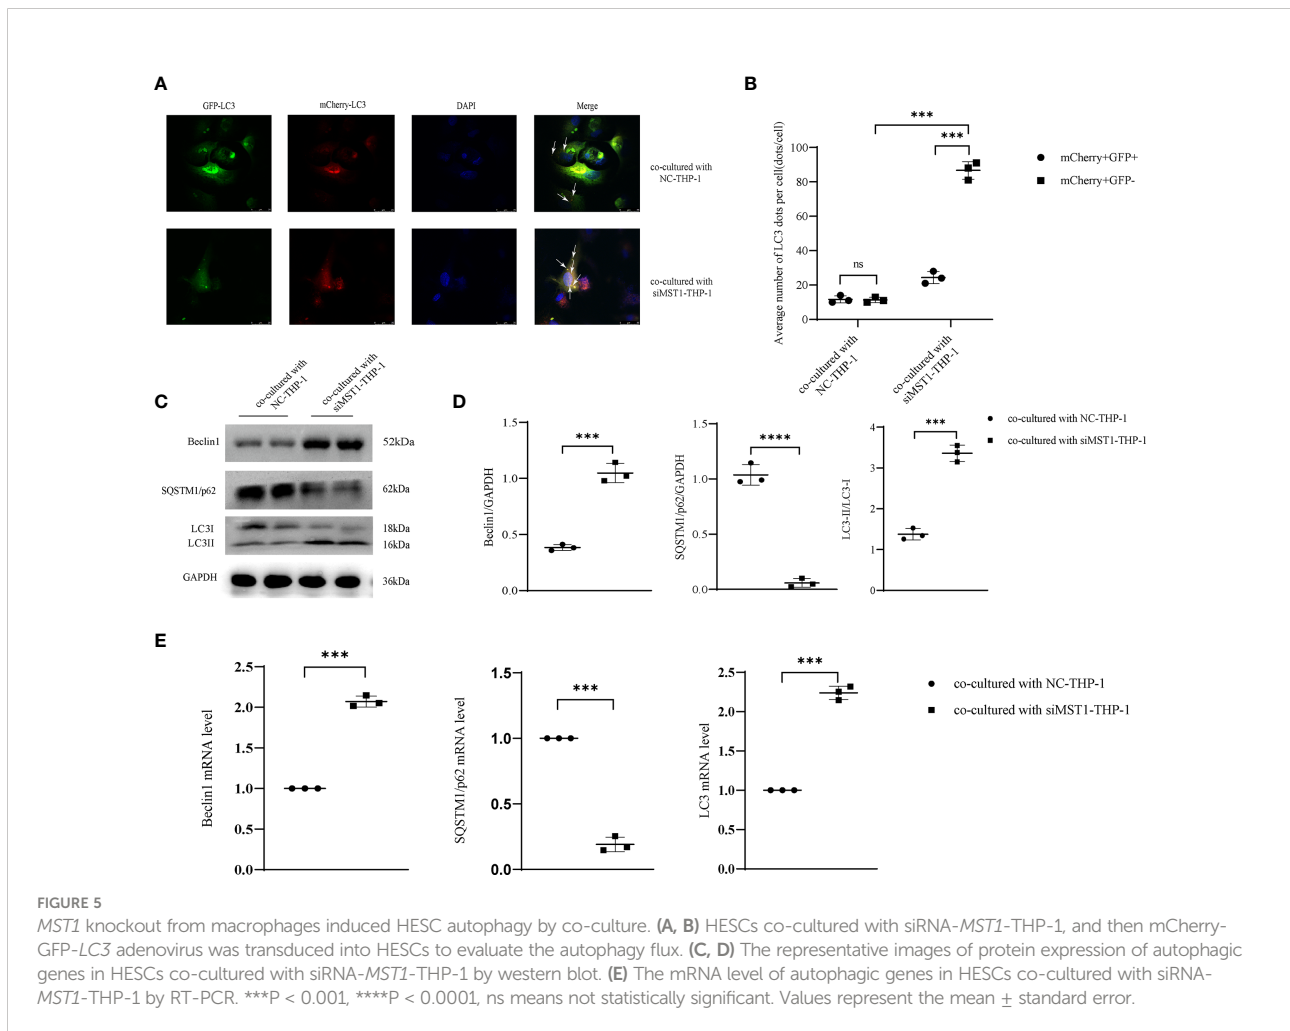 A
GFP-LC3
mCherry-LC3
DAPI
Merge
co-cultured with
NC-THP-1
co-cultured with
siMST1-THP-1
B
Average number of LC3 dots per cell(dots/cell)
100
80
60
40
20
0
***
***
ns
mCherry+GFP+
mCherry+GFP-
co-cultured with
NC-THP-1
co-cultured with
siMST1-THP-1
C
co-cultured with
NC-THP-1
co-cultured with
siMST1-THP-1
Beclin1
52kDa
SQSTM1/p62
62kDa
LC3I
18kDa
LC3II
16kDa
GAPDH
36kDa
D
Beclin1/GAPDH
1.5
1.0
0.5
0.0
***
SQSTM1/p62/GAPDH
1.5
1.0
0.5
0.0
****
LC3-II/LC3-I
4
3
2
1
0
***
co-cultured with NC-THP-1
co-cultured with siMST1-THP-1
E
Beclin1 mRNA level
2.5
2.0
1.5
1.0
0.5
0.0
***
SQSTM1/p62 mRNA level
1.5
1.0
0.5
0.0
***
LC3 mRNA level
2.5
2.0
1.5
1.0
0.5
0.0
***
co-cultured with NC-THP-1
co-cultured with siMST1-THP-1
FIGURE 5
MST1 knockout from macrophages induced HESC autophagy by co-culture. (A, B) HESCs co-cultured with siRNA-MST1-THP-1, and then mCherry-
GFP-LC3 adenovirus was transduced into HESCs to evaluate the autophagy flux. (C, D) The representative images of protein expression of autophagic
genes in HESCs co-cultured with siRNA-MST1-THP-1 by western blot. (E) The mRNA level of autophagic genes in HESCs co-cultured with siRNA-
MST1-THP-1 by RT-PCR. ***P < 0.001, ****P < 0.0001, ns means not statistically significant. Values represent the mean ± standard error.